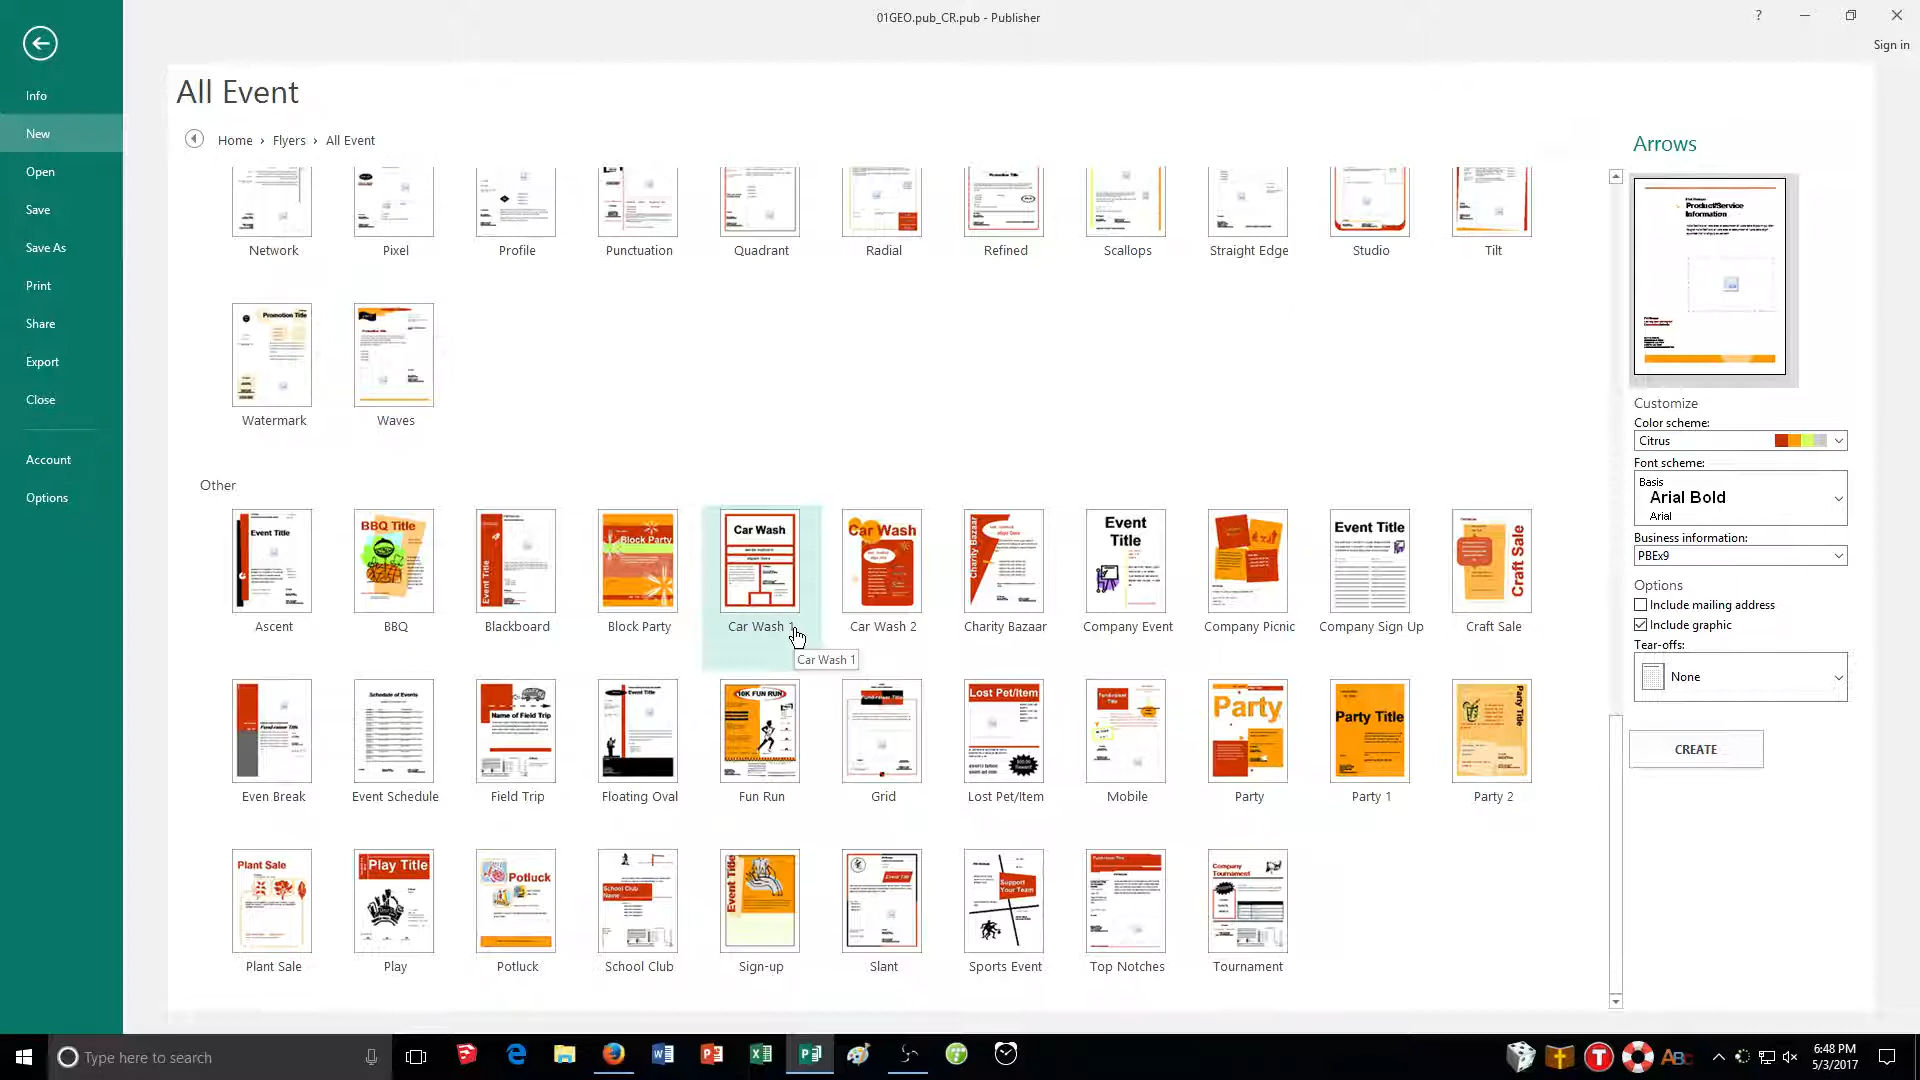 01GEO.pub_CR.pub - Publisher
?
Sign in
Info
New
Open
Save
Save As
Print
Share
Export
Close
Account
Options
All Event
Home › Flyers › All Event
Network
Pixel
Profile
Punctuation
Quadrant
Radial
Refined
Scallops
Straight Edge
Studio
Tilt
Promotion Title
Watermark
Waves
Other
Event Title
BBQ Title
Event Title
Block Party
Car Wash
Car Wash
Charity Bazaar
Event
Title
Event Title
Craft Sale
Ascent
BBQ
Blackboard
Block Party
Car Wash 1
Car Wash 2
Charity Bazaar
Company Event
Company Picnic
Company Sign Up
Craft Sale
Car Wash 1
Schedule of Events
Name of Field Trip
Event Title
10K FUN RUN
Lost Pet/Item
Party
Party Title
Party Title
Even Break
Event Schedule
Field Trip
Floating Oval
Fun Run
Grid
Lost Pet/Item
Mobile
Party
Party 1
Party 2
Plant Sale
Play Title
Potluck
School Club
Name
Event Title
Event Title
Support
Your Team
Company
Tournament
Plant Sale
Play
Potluck
School Club
Sign-up
Slant
Sports Event
Top Notches
Tournament
Arrows
Product/Service
Information
Customize
Color scheme:
Citrus
Font scheme:
Basis
Arial Bold
Arial
Business information:
PBEx9
Options
Include mailing address
Include graphic
Tear-offs:
None
CREATE
Type here to search
6:48 PM
5/3/2017